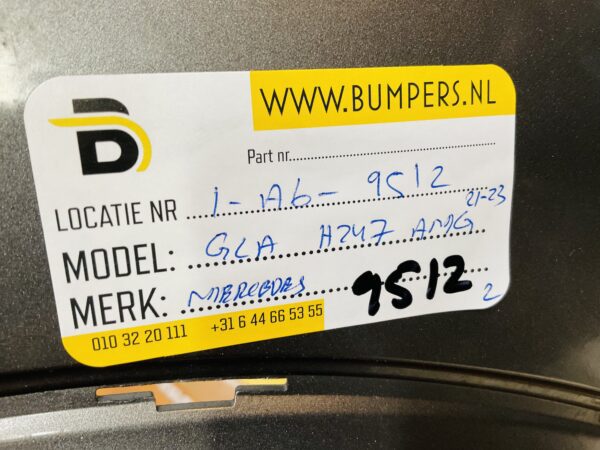 WWW.BUMPERS.NL
Part nr
LOCATIE NR 1-A6-9512
21-23
MODEL: GLA H247 AMG
MERK: MERCEDES 9512 2
010 32 20 111 +31 6 44 66 53 55